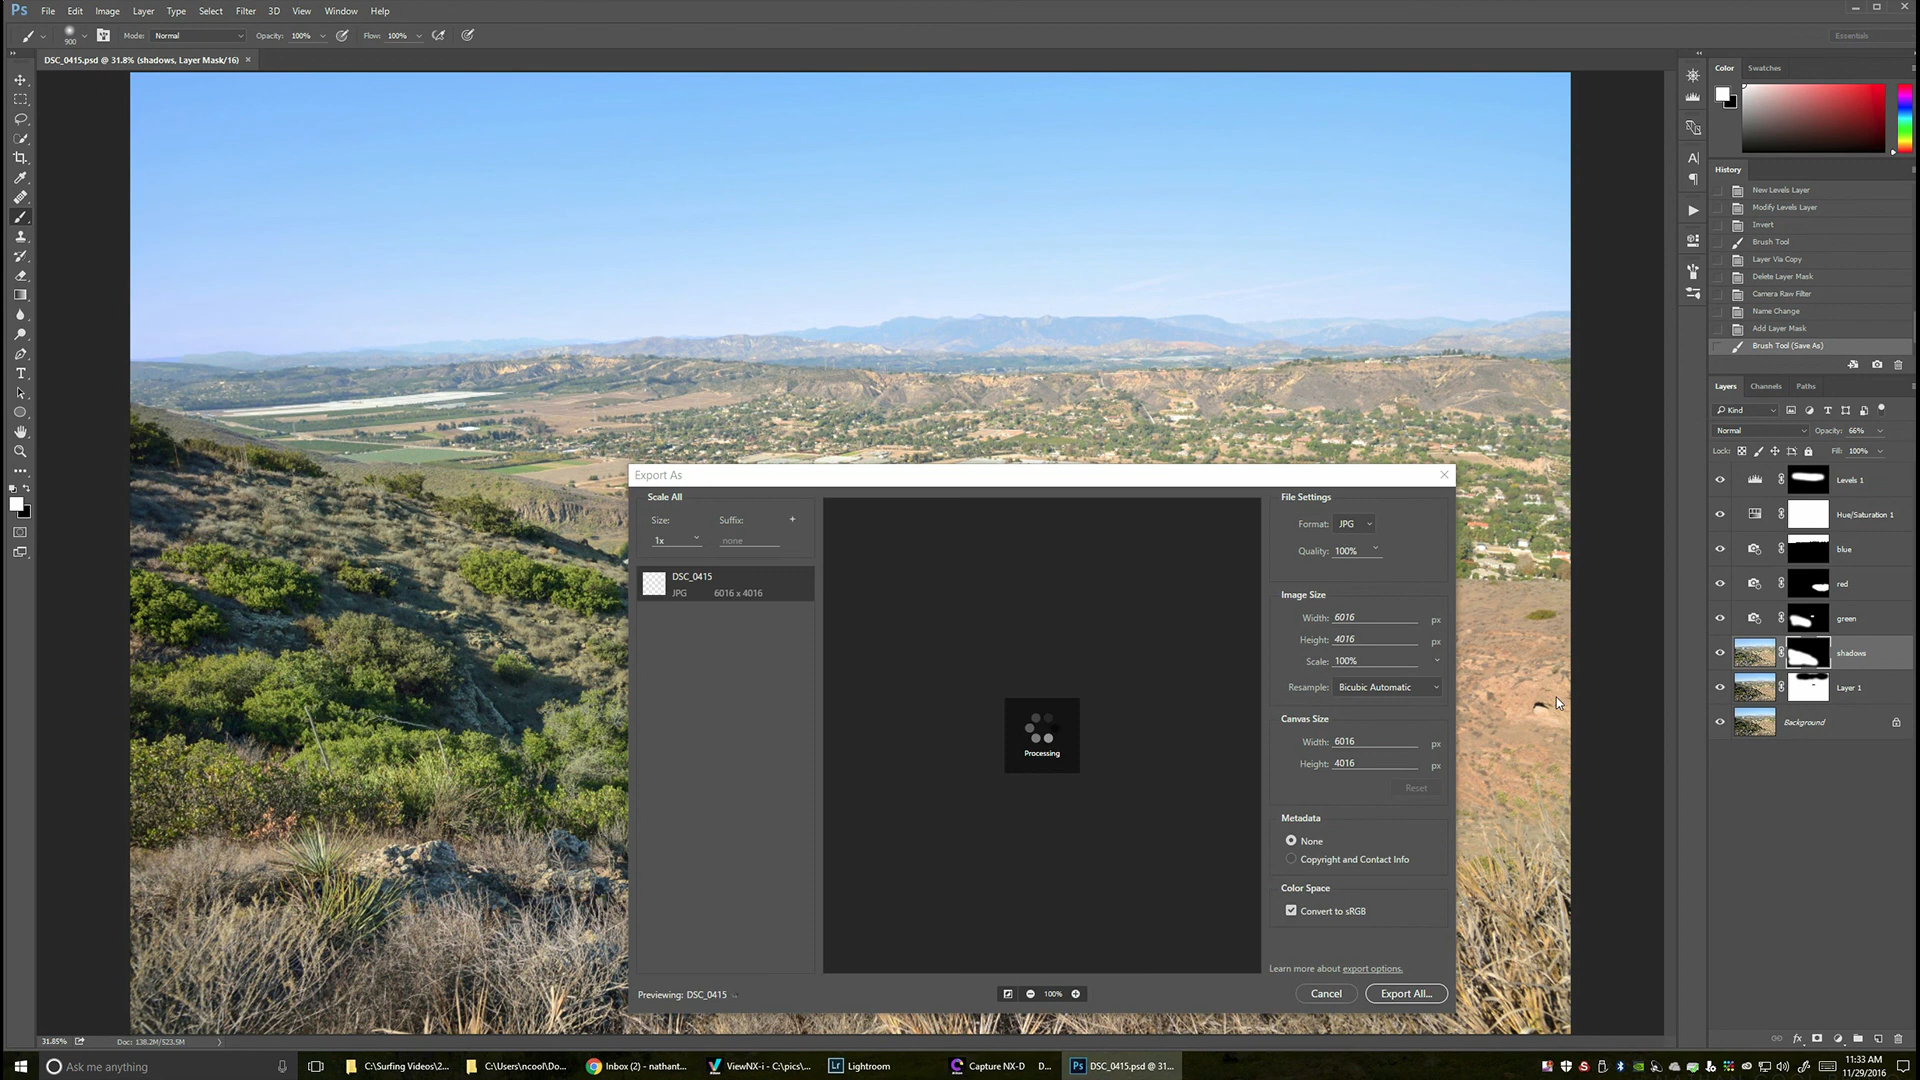 Ps File Edit Image Layer Type Select Filter 3D View Window Help
900 Mode: Normal Opacity: 100% Flow: 100% Essentials
DSC_0415.psd @ 31.8% (shadows, Layer Mask/16) ×
Color Swatches
History
New Levels Layer
Modify Levels Layer
Invert
Brush Tool
Layer Via Copy
Delete Layer Mask
Camera Raw Filter
Name Change
Add Layer Mask
Brush Tool (Save As)
Layers Channels Paths
Kind
Normal Opacity: 66%
Lock: Fill: 100%
Levels 1
Hue/Saturation 1
blue
red
green
shadows
Layer 1
Background
Export As
Scale All
Size: Suffix: +
1x none
DSC_0415
JPG 6016 x 4016
Processing
File Settings
Format: JPG
Quality: 100%
Image Size
Width: 6016 px
Height: 4016 px
Scale: 100%
Resample: Bicubic Automatic
Canvas Size
Width: 6016 px
Height: 4016 px
Reset
Metadata
None
Copyright and Contact Info
Color Space
Convert to sRGB
Learn more about export options.
Previewing: DSC_0415 100% Cancel Export All...
31.85% Doc: 138.2M/523.5M
Ask me anything C:\Surfing Videos\2... C:\Users\ncool\Do... Inbox (2) - nathant... ViewNX-i - C:\pics\... Lr Lightroom Capture NX-D D... Ps DSC_0415.psd @ 31... 11:33 AM
11/29/2016